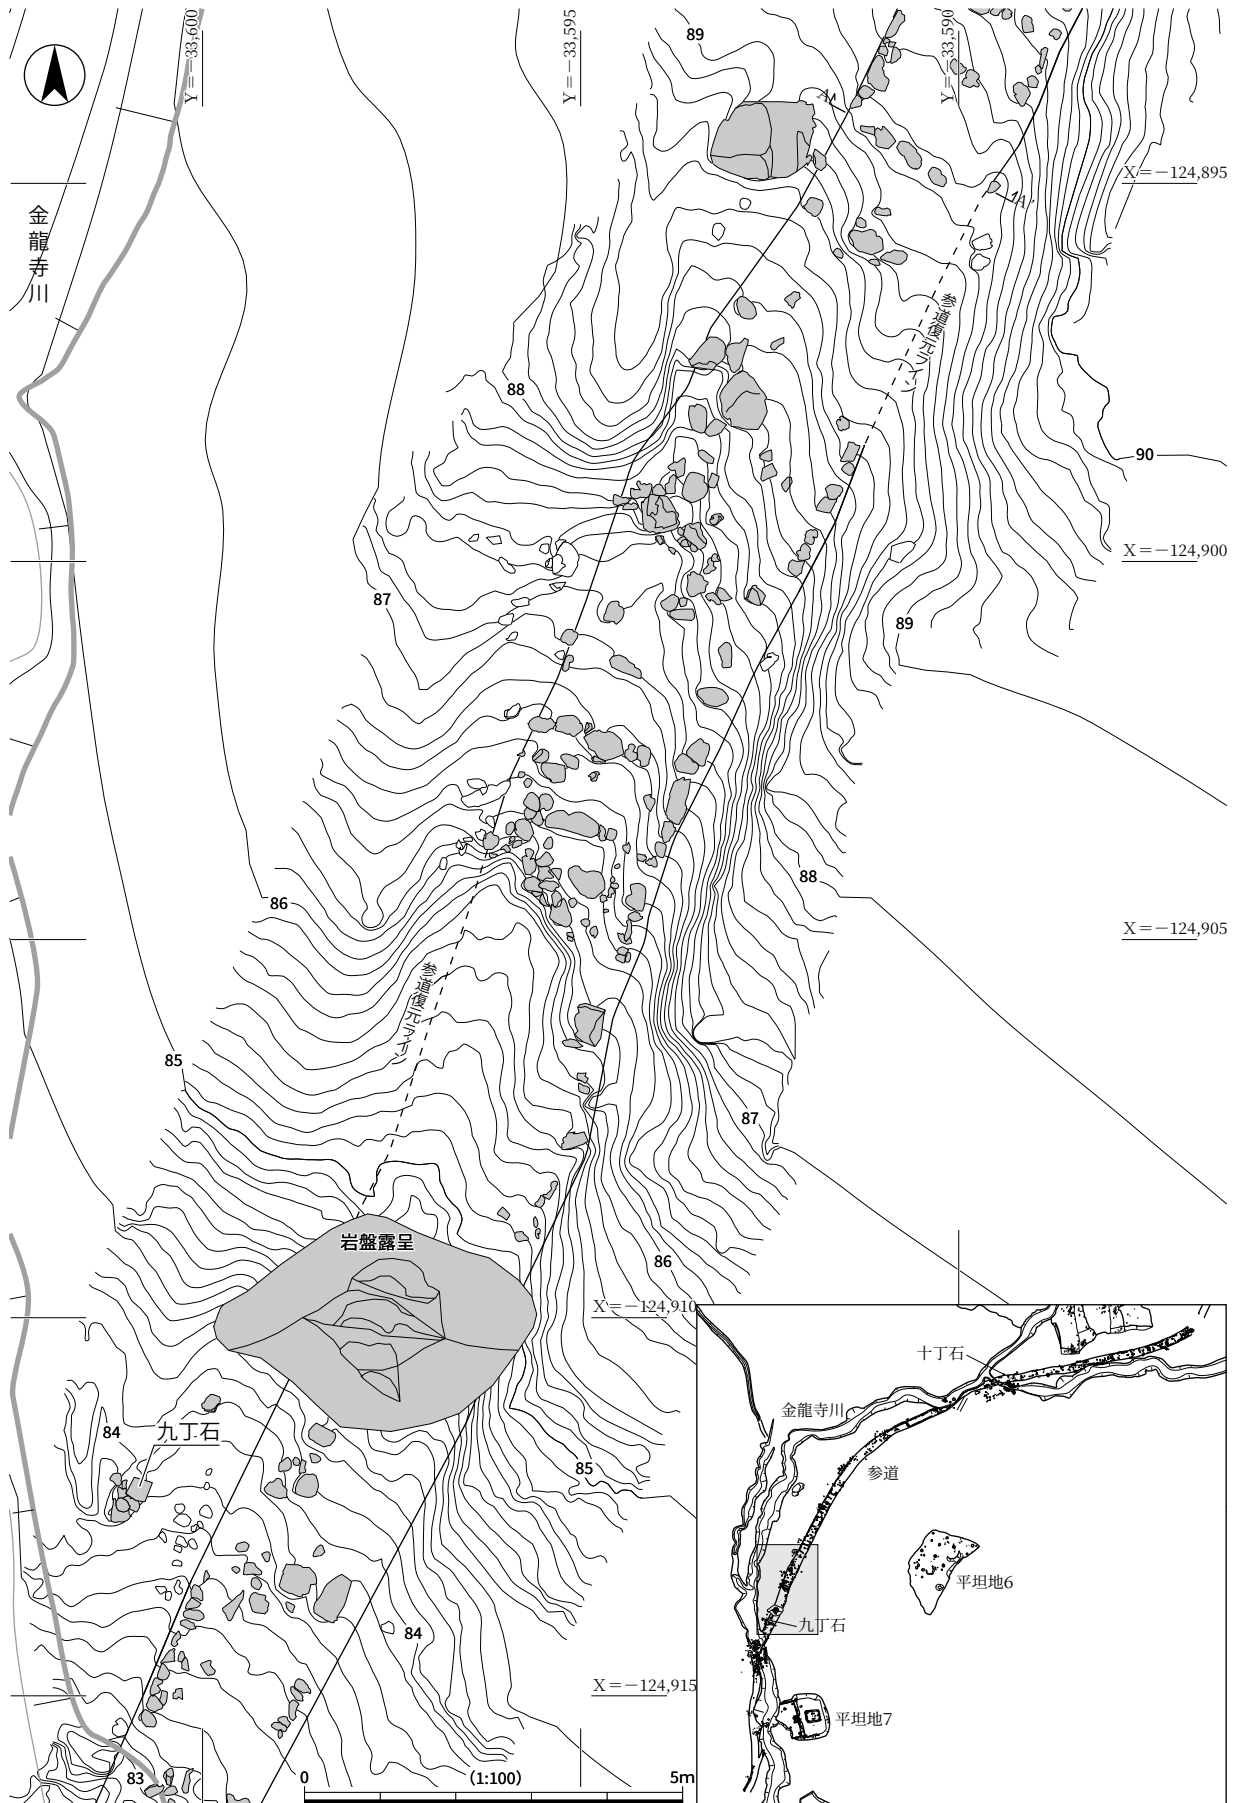 Y＝－33,600
Y＝－33,595
Y＝－33,590
89
A
A'
X＝－124,895
金龍寺川
参道復元ライン
88
90
X＝－124,900
87
89
88
86
X＝－124,905
参道復元ライン
85
87
岩盤露呈
86
X＝－124,910
84
九丁石
85
84
X＝－124,915
83
0
(1:100)
5m
十丁石
金龍寺川
参道
平坦地6
九丁石
平坦地7